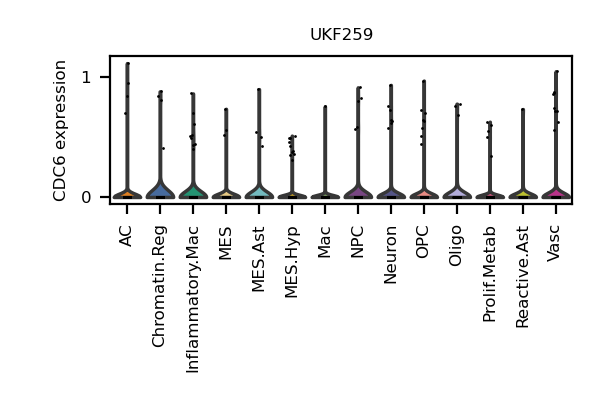 UKF259
CDC6 expression
1
0
AC
Chromatin.Reg
Inflammatory.Mac
MES
MES.Ast
MES.Hyp
Mac
NPC
Neuron
OPC
Oligo
Prolif.Metab
Reactive.Ast
Vasc